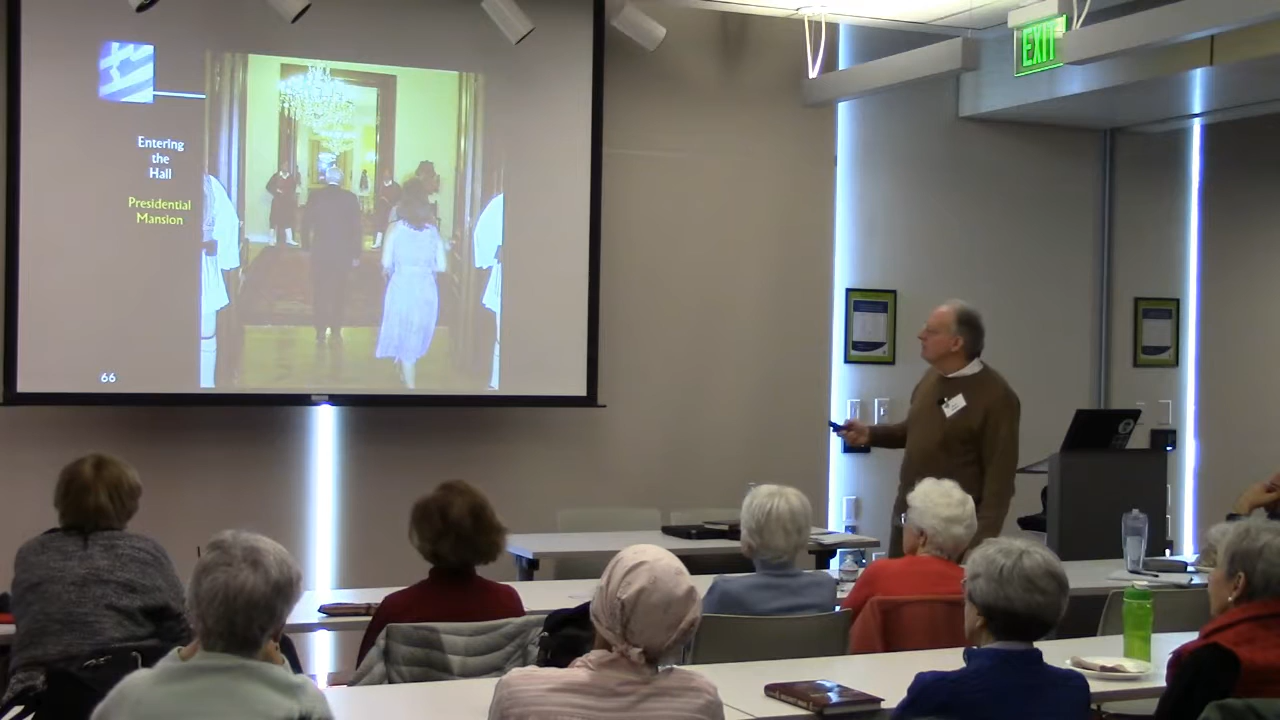 EXIT
Entering
the
Hall
Presidential
Mansion
66